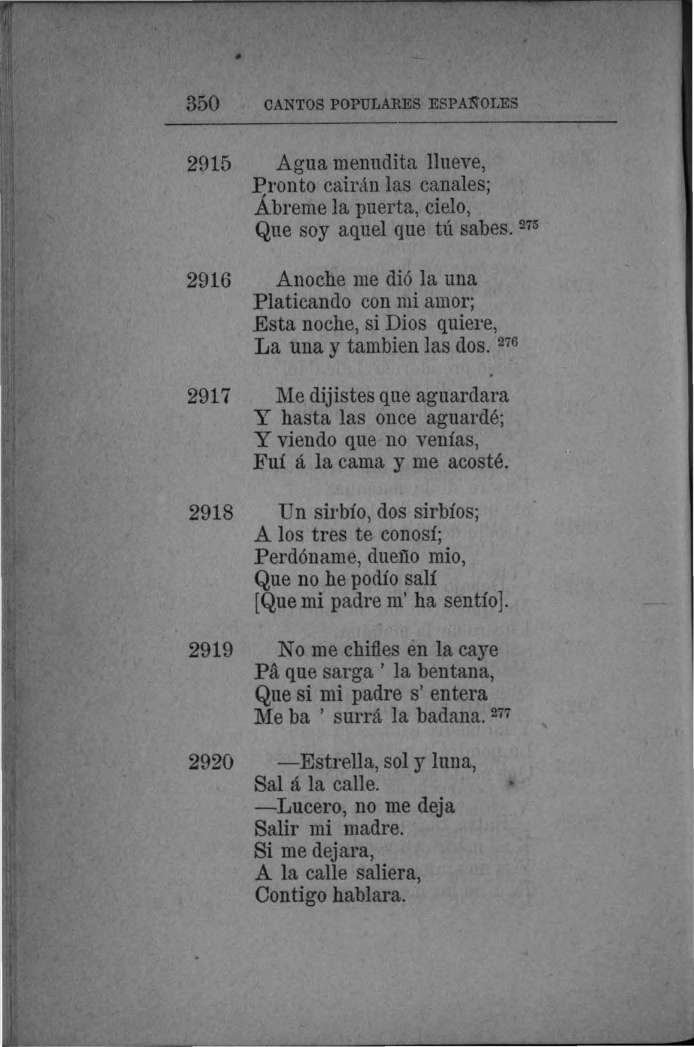 350 CANTOS POPULARES ESPAÑOLES
2915 Agua menudita llueve,
Pronto cairán las canales;
Ábreme la puerta, cielo,
Que soy aquel que tú sabes. 275
2916 Anoche me dió la una
Platicando con mi amor;
Esta noche, si Dios quiere,
La una y tambien las dos. 276
2917 Me dijistes que aguardara
Y hasta las once aguardé;
Y viendo que no venías,
Fuí á la cama y me acosté.
2918 Un sirbío, dos sirbíos;
A los tres te conosí;
Perdóname, dueño mio,
Que no he podío salí
[Que mi padre m' ha sentío].
2919 No me chifles en la caye
Pâ que sarga ' la bentana,
Que si mi padre s' entera
Me ba ' surrá la badana. 277
2920 —Estrella, sol y luna,
Sal á la calle.
—Lucero, no me deja
Salir mi madre.
Si me dejara,
A la calle saliera,
Contigo hablara.